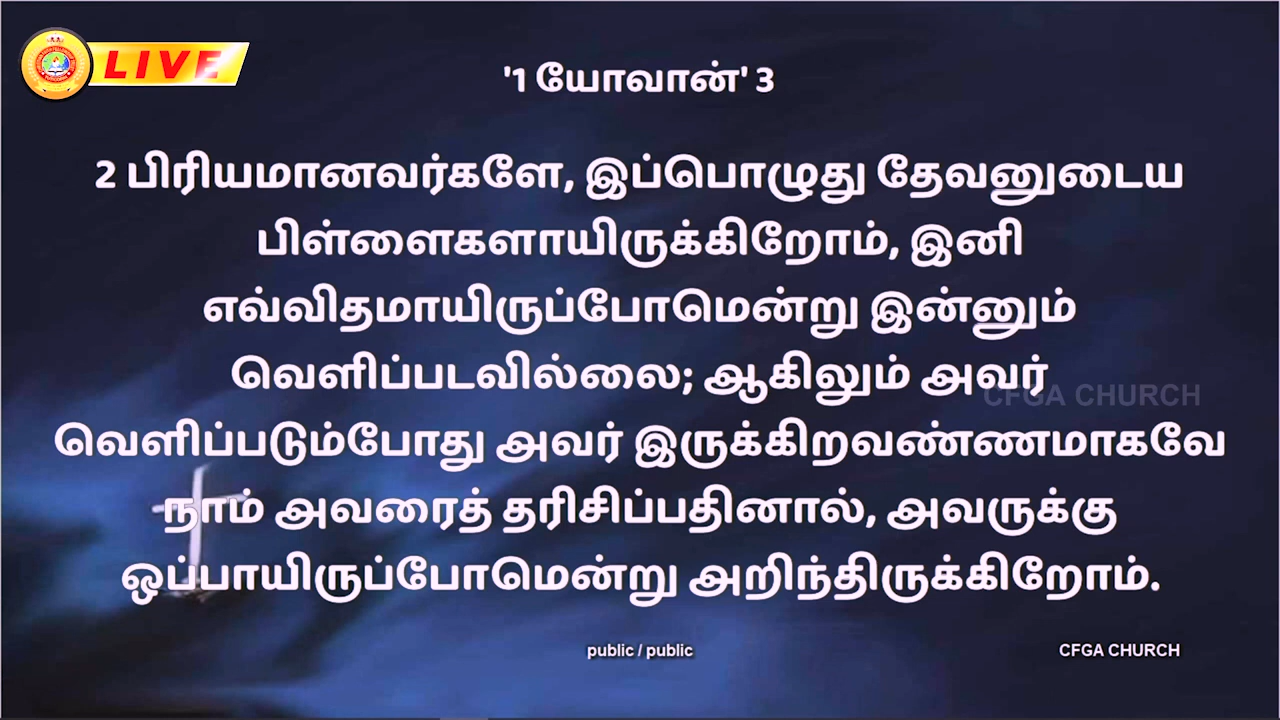 LIVE
'1 யோவான்' 3
2 பிரியமானவர்களே, இப்பொழுது தேவனுடைய
பிள்ளைகளாயிருக்கிறோம், இனி
எவ்விதமாயிருப்போமென்று இன்னும்
வெளிப்படவில்லை; ஆகிலும் அவர்
CFGA CHURCH
வெளிப்படும்போது அவர் இருக்கிறவண்ணமாகவே
நாம் அவரைத் தரிசிப்பதினால், அவருக்கு
ஒப்பாயிருப்போமென்று அறிந்திருக்கிறோம்.
public / public
CFGA CHURCH